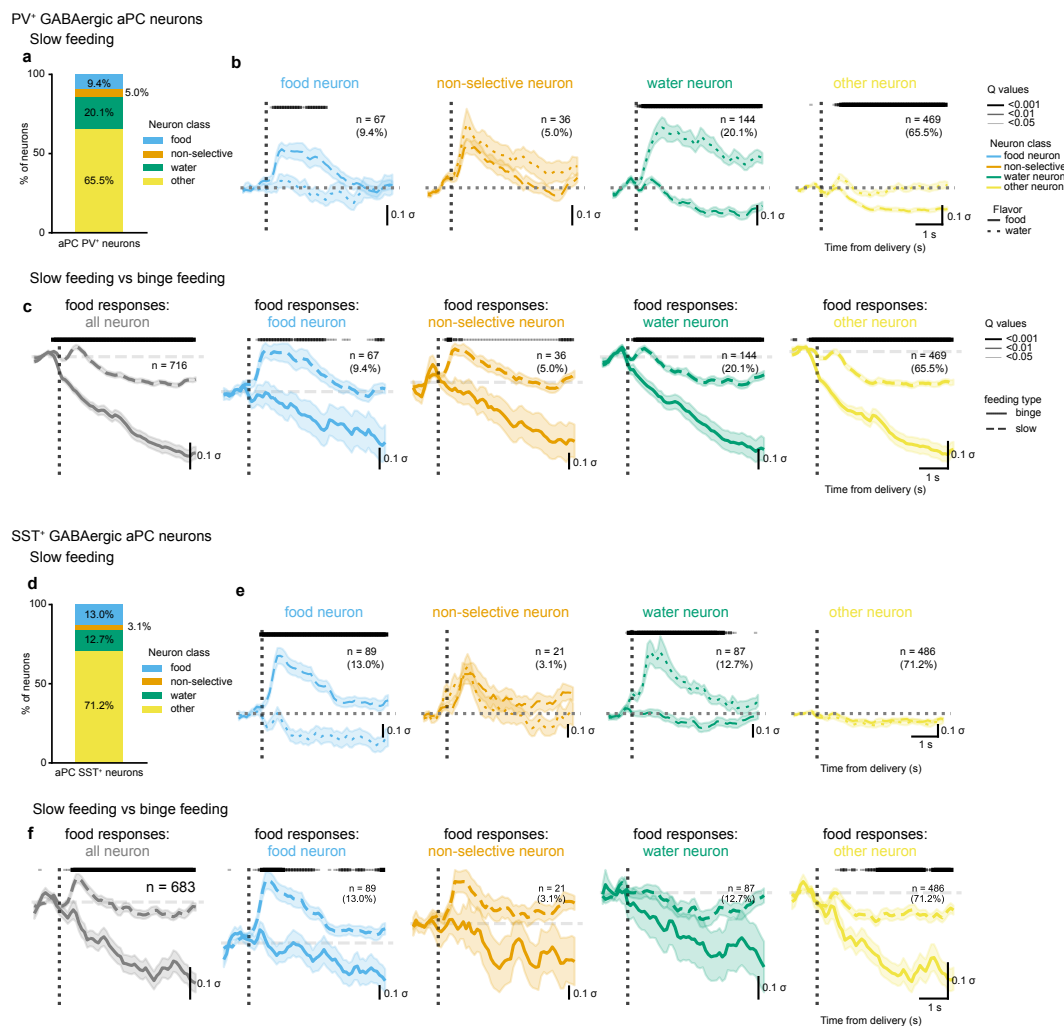 PV⁺ GABAergic aPC neurons
Slow feeding
a
100
50
0
% of neurons
9.4%
5.0%
20.1%
65.5%
aPC PV⁺ neurons
Neuron class
food
non-selective
water
other
b
food neuron
n = 67
(9.4%)
0.1 σ
non-selective neuron
n = 36
(5.0%)
0.1 σ
water neuron
n = 144
(20.1%)
0.1 σ
other neuron
n = 469
(65.5%)
0.1 σ
1 s
Time from delivery (s)
Q values
<0.001
<0.01
<0.05
Neuron class
food neuron
non-selective
water neuron
other neuron
Flavor
food
water
Slow feeding vs binge feeding
c
food responses:
all neuron
n = 716
0.1 σ
food responses:
food neuron
n = 67
(9.4%)
0.1 σ
food responses:
non-selective neuron
n = 36
(5.0%)
0.1 σ
food responses:
water neuron
n = 144
(20.1%)
0.1 σ
food responses:
other neuron
n = 469
(65.5%)
0.1 σ
1 s
Time from delivery (s)
Q values
<0.001
<0.01
<0.05
feeding type
binge
slow
SST⁺ GABAergic aPC neurons
Slow feeding
d
100
50
0
% of neurons
13.0%
3.1%
12.7%
71.2%
aPC SST⁺ neurons
Neuron class
food
non-selective
water
other
e
food neuron
n = 89
(13.0%)
0.1 σ
non-selective neuron
n = 21
(3.1%)
0.1 σ
water neuron
n = 87
(12.7%)
0.1 σ
other neuron
n = 486
(71.2%)
0.1 σ
1 s
Time from delivery (s)
Slow feeding vs binge feeding
f
food responses:
all neuron
n = 683
0.1 σ
food responses:
food neuron
n = 89
(13.0%)
0.1 σ
food responses:
non-selective neuron
n = 21
(3.1%)
0.1 σ
food responses:
water neuron
n = 87
(12.7%)
0.1 σ
food responses:
other neuron
n = 486
(71.2%)
0.1 σ
1 s
Time from delivery (s)